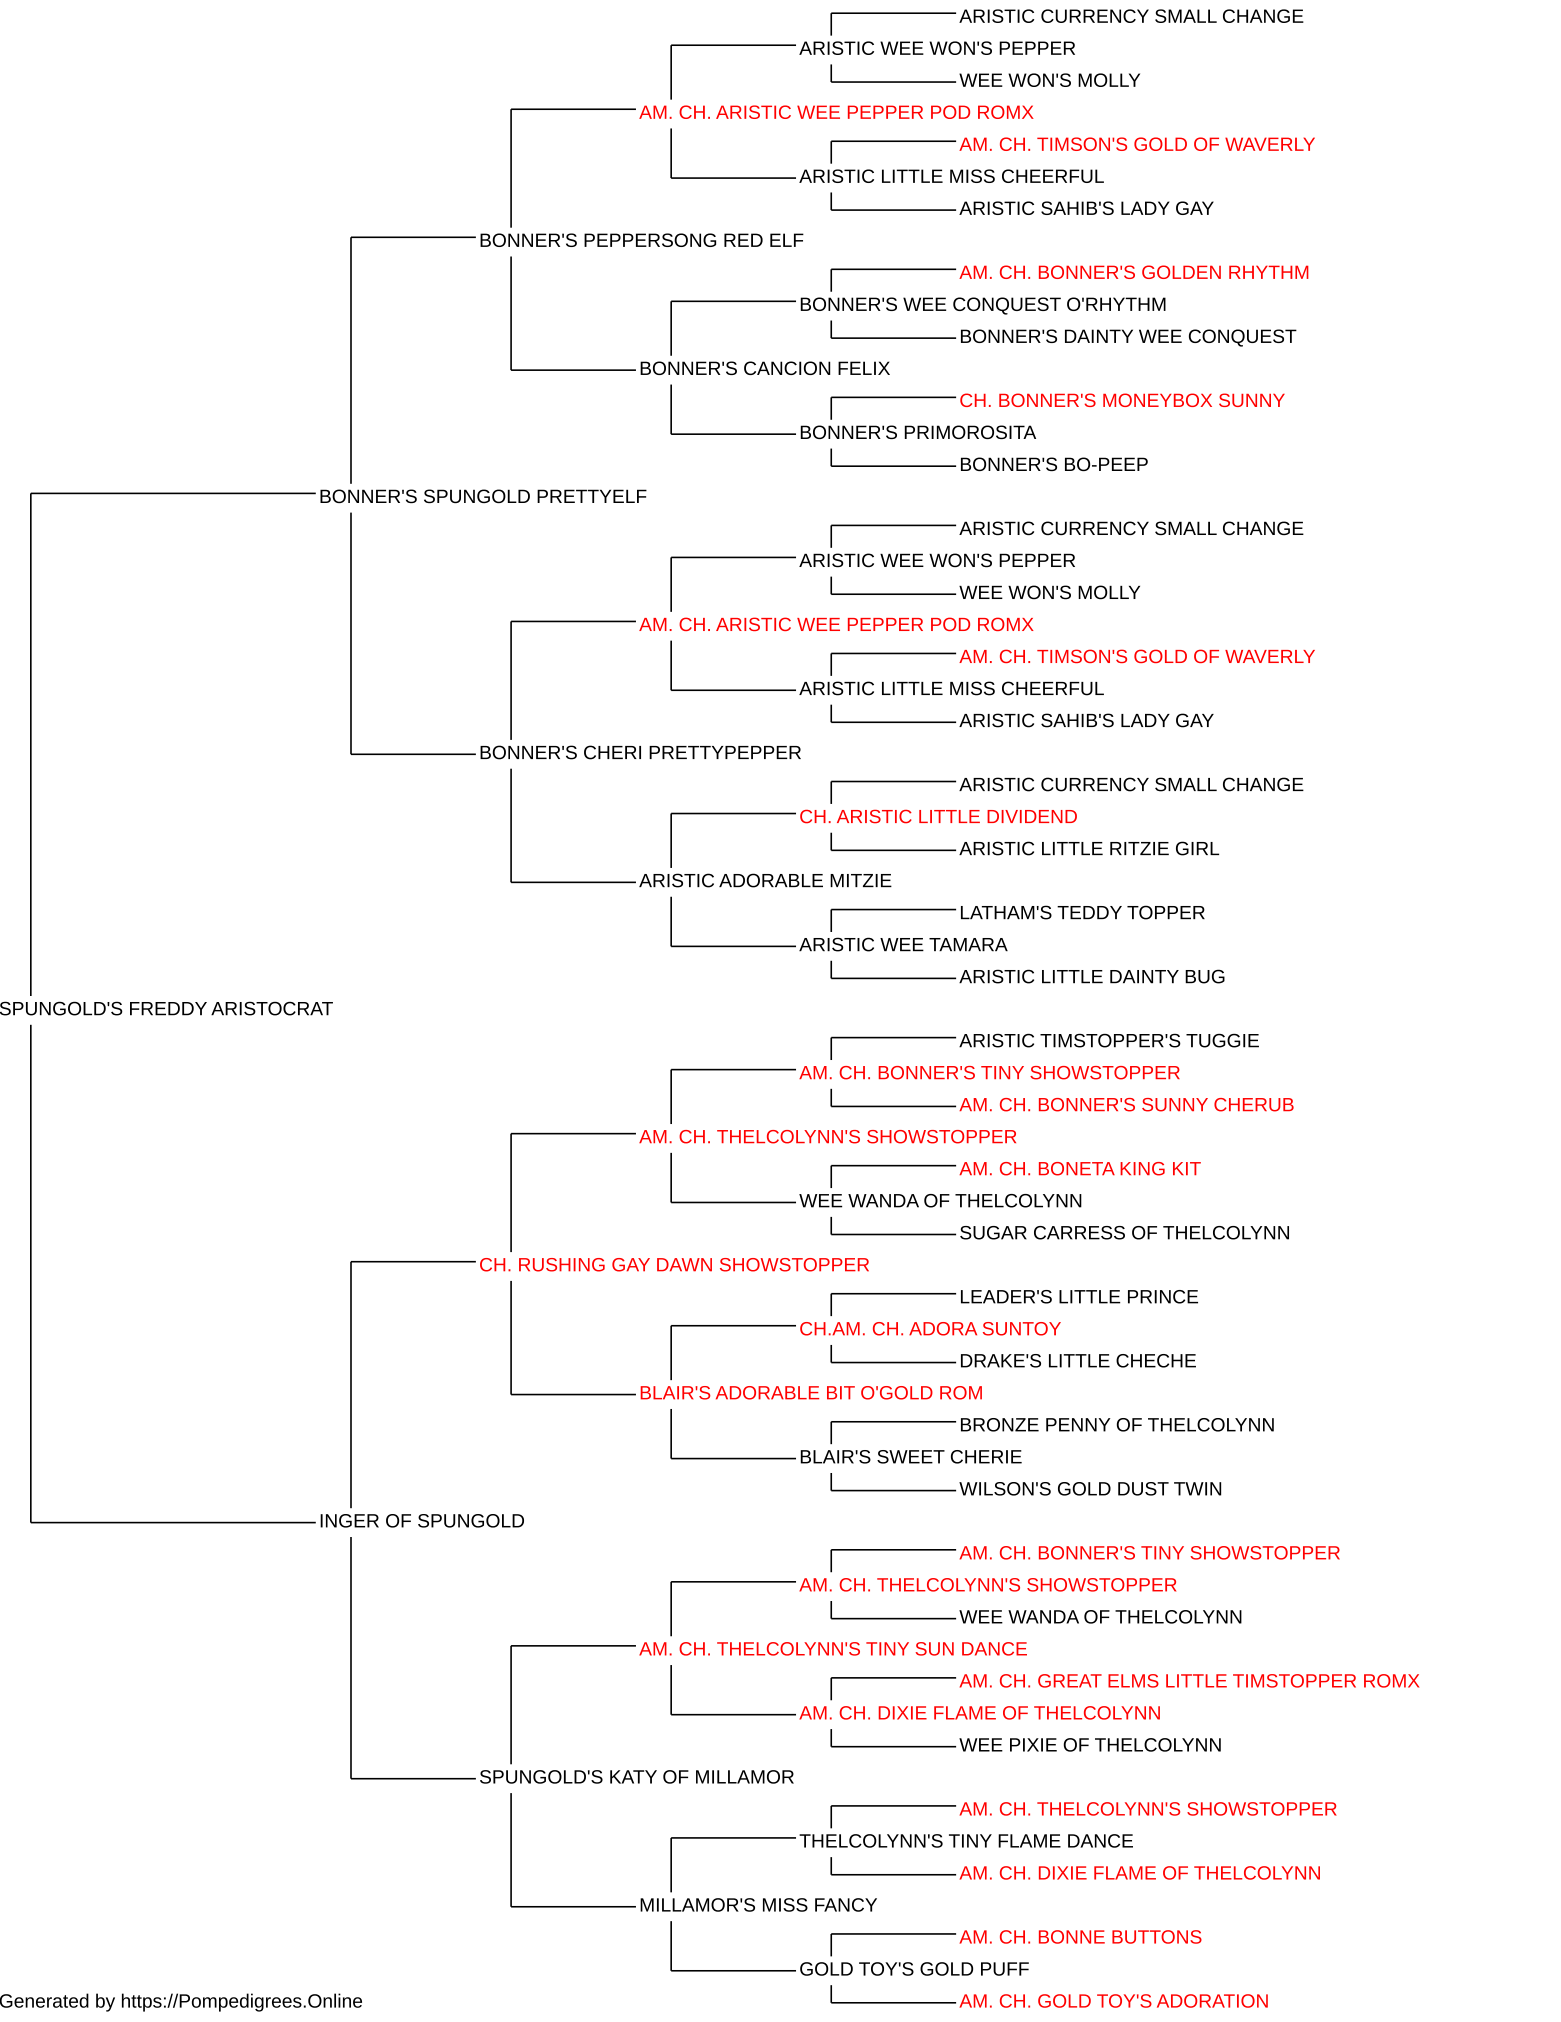 ARISTIC CURRENCY SMALL CHANGE
ARISTIC WEE WON'S PEPPER
WEE WON'S MOLLY
AM. CH. ARISTIC WEE PEPPER POD ROMX
AM. CH. TIMSON'S GOLD OF WAVERLY
ARISTIC LITTLE MISS CHEERFUL
ARISTIC SAHIB'S LADY GAY
BONNER'S PEPPERSONG RED ELF
AM. CH. BONNER'S GOLDEN RHYTHM
BONNER'S WEE CONQUEST O'RHYTHM
BONNER'S DAINTY WEE CONQUEST
BONNER'S CANCION FELIX
CH. BONNER'S MONEYBOX SUNNY
BONNER'S PRIMOROSITA
BONNER'S BO-PEEP
BONNER'S SPUNGOLD PRETTYELF
ARISTIC CURRENCY SMALL CHANGE
ARISTIC WEE WON'S PEPPER
WEE WON'S MOLLY
AM. CH. ARISTIC WEE PEPPER POD ROMX
AM. CH. TIMSON'S GOLD OF WAVERLY
ARISTIC LITTLE MISS CHEERFUL
ARISTIC SAHIB'S LADY GAY
BONNER'S CHERI PRETTYPEPPER
ARISTIC CURRENCY SMALL CHANGE
CH. ARISTIC LITTLE DIVIDEND
ARISTIC LITTLE RITZIE GIRL
ARISTIC ADORABLE MITZIE
LATHAM'S TEDDY TOPPER
ARISTIC WEE TAMARA
ARISTIC LITTLE DAINTY BUG
SPUNGOLD'S FREDDY ARISTOCRAT
ARISTIC TIMSTOPPER'S TUGGIE
AM. CH. BONNER'S TINY SHOWSTOPPER
AM. CH. BONNER'S SUNNY CHERUB
AM. CH. THELCOLYNN'S SHOWSTOPPER
AM. CH. BONETA KING KIT
WEE WANDA OF THELCOLYNN
SUGAR CARRESS OF THELCOLYNN
CH. RUSHING GAY DAWN SHOWSTOPPER
LEADER'S LITTLE PRINCE
CH.AM. CH. ADORA SUNTOY
DRAKE'S LITTLE CHECHE
BLAIR'S ADORABLE BIT O'GOLD ROM
BRONZE PENNY OF THELCOLYNN
BLAIR'S SWEET CHERIE
WILSON'S GOLD DUST TWIN
INGER OF SPUNGOLD
AM. CH. BONNER'S TINY SHOWSTOPPER
AM. CH. THELCOLYNN'S SHOWSTOPPER
WEE WANDA OF THELCOLYNN
AM. CH. THELCOLYNN'S TINY SUN DANCE
AM. CH. GREAT ELMS LITTLE TIMSTOPPER ROMX
AM. CH. DIXIE FLAME OF THELCOLYNN
WEE PIXIE OF THELCOLYNN
SPUNGOLD'S KATY OF MILLAMOR
AM. CH. THELCOLYNN'S SHOWSTOPPER
THELCOLYNN'S TINY FLAME DANCE
AM. CH. DIXIE FLAME OF THELCOLYNN
MILLAMOR'S MISS FANCY
AM. CH. BONNE BUTTONS
GOLD TOY'S GOLD PUFF
AM. CH. GOLD TOY'S ADORATION
Generated by https://Pompedigrees.Online